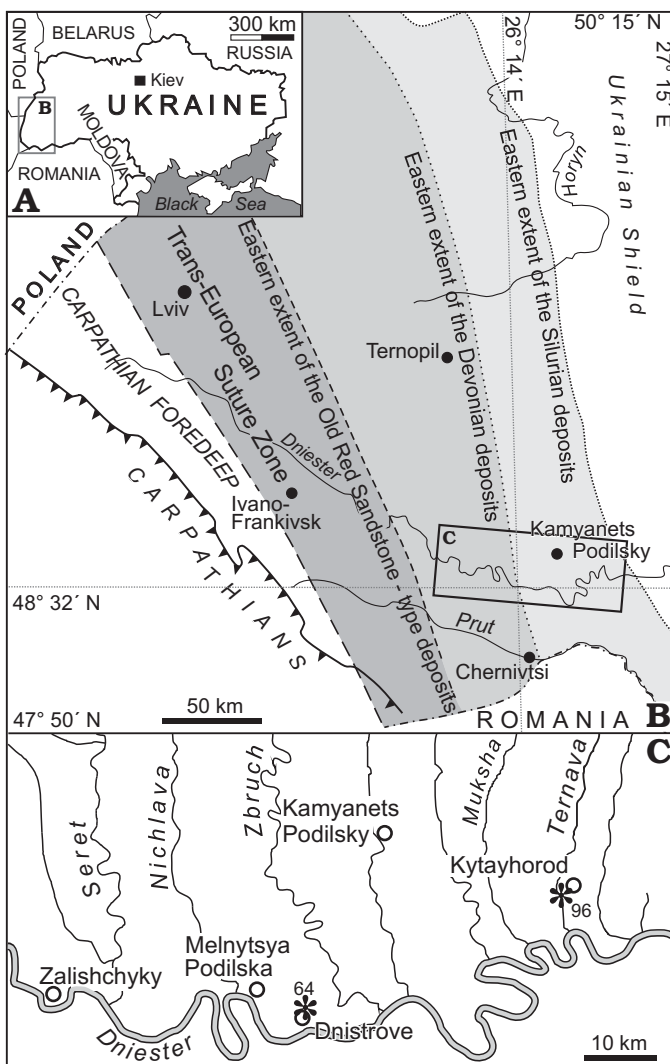 POLAND
BELARUS
300 km
RUSSIA
Kiev
B
UKRAINE
MOLDOVA
ROMANIA
Black Sea
A
50° 15´ N
26° 14´ E
27° 15´ E
Horyn
Ukrainian Shield
Eastern extent of the Silurian deposits
Eastern extent of the Devonian deposits
Eastern extent of the Old Red Sandstone - type deposits
Trans-European
Suture Zone
POLAND
Lviv
CARPATHIAN FOREDEEP
Ternopil
Dniester
Ivano-
Frankivsk
CARPATHIANS
C
Kamyanets
Podilsky
48° 32´ N
Prut
Chernivtsi
50 km
47° 50´ N
ROMANIA
B
C
Seret
Nichlava
Zbruch
Kamyanets
Podilsky
Muksha
Ternava
Kytayhorod
96
Melnytsya
Podilska
64
Zalishchyky
Dnistrove
Dniester
10 km